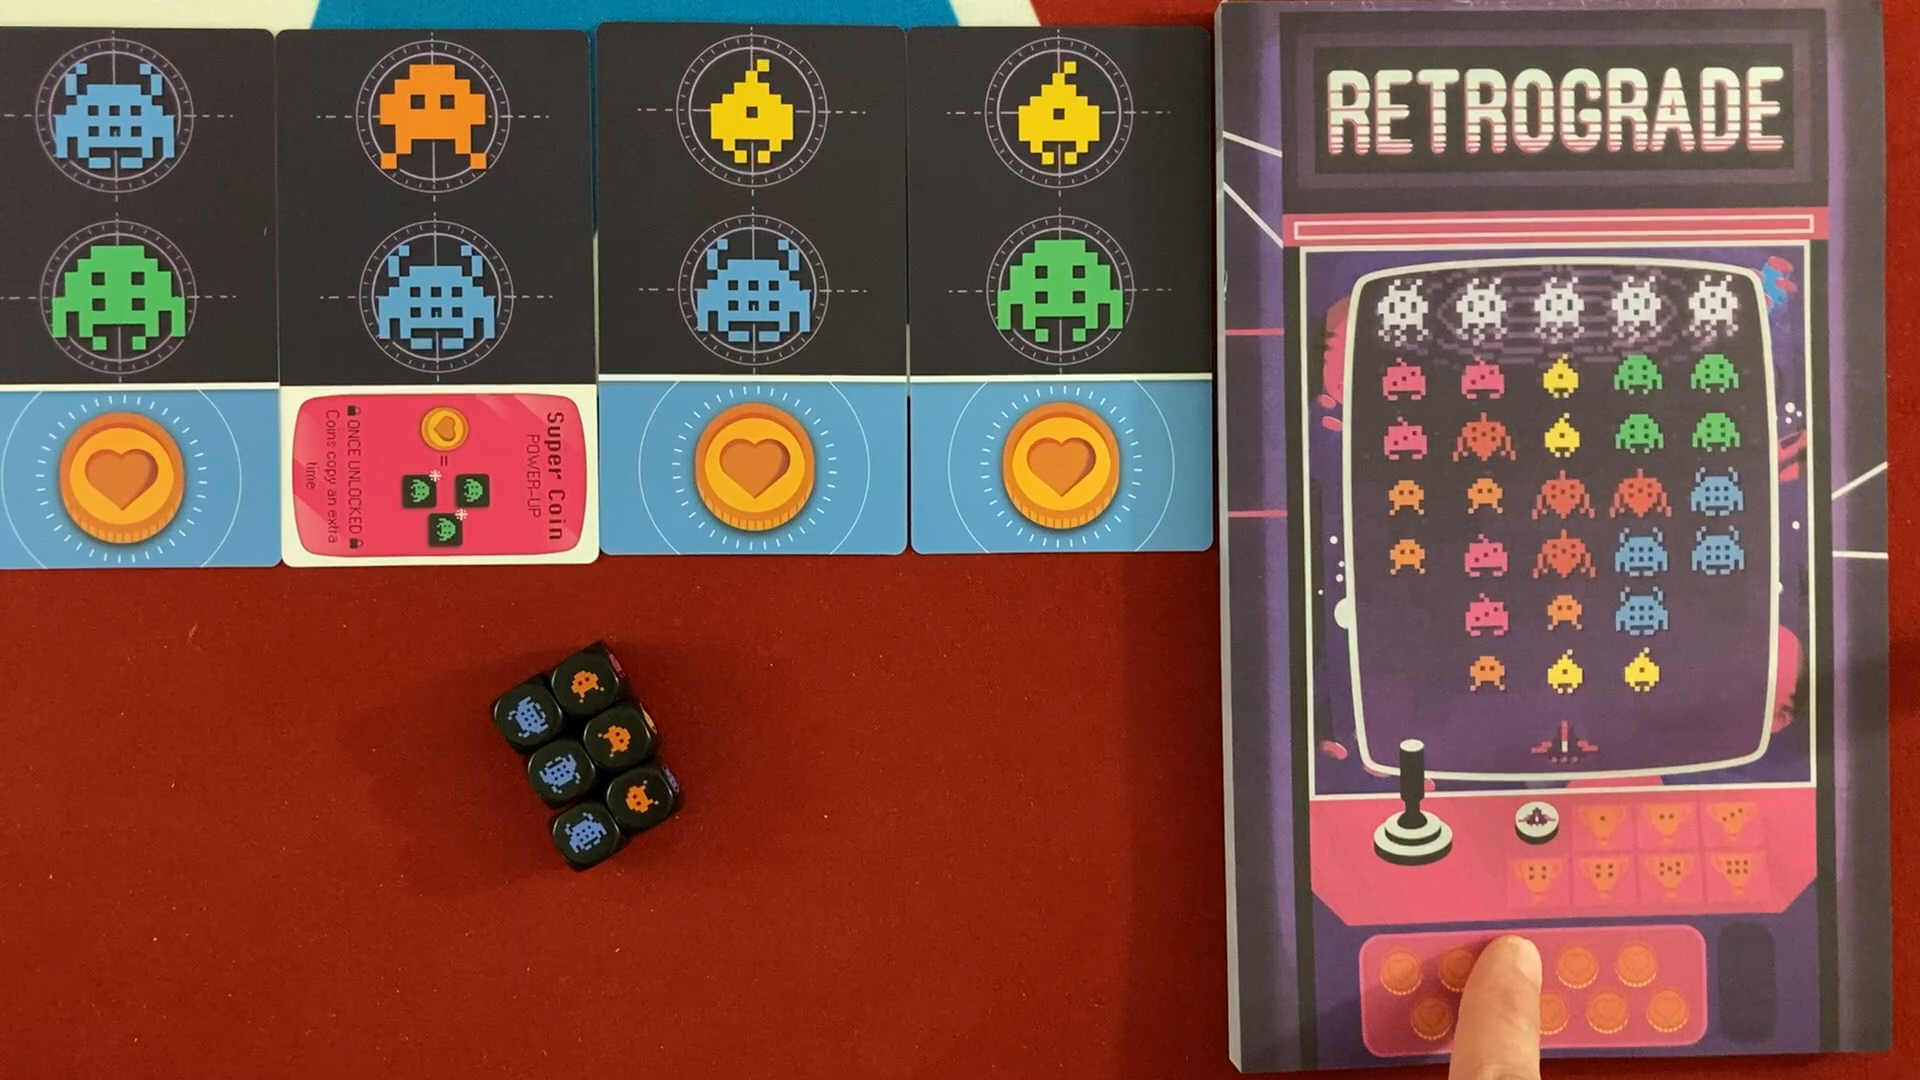 RETROGRADE
Super Coin
POWER-UP
=
ONCE UNLOCKED
Coins copy an extra
time